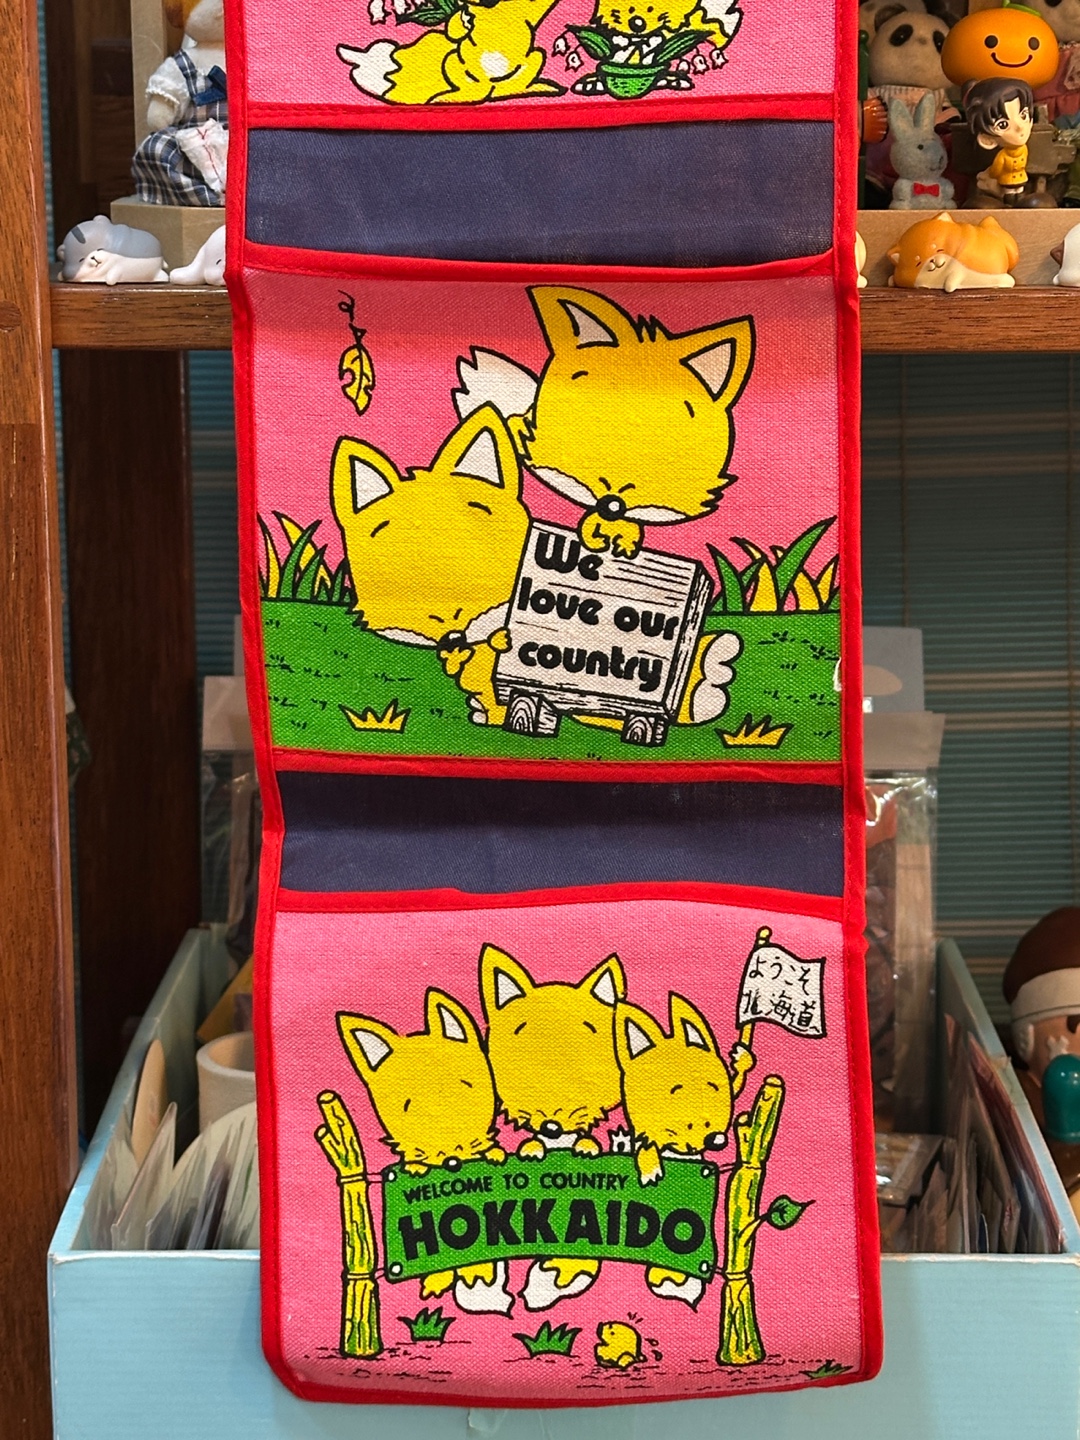 We
love our
country
ようこそ
北海道
WELCOME TO COUNTRY
HOKKAIDO